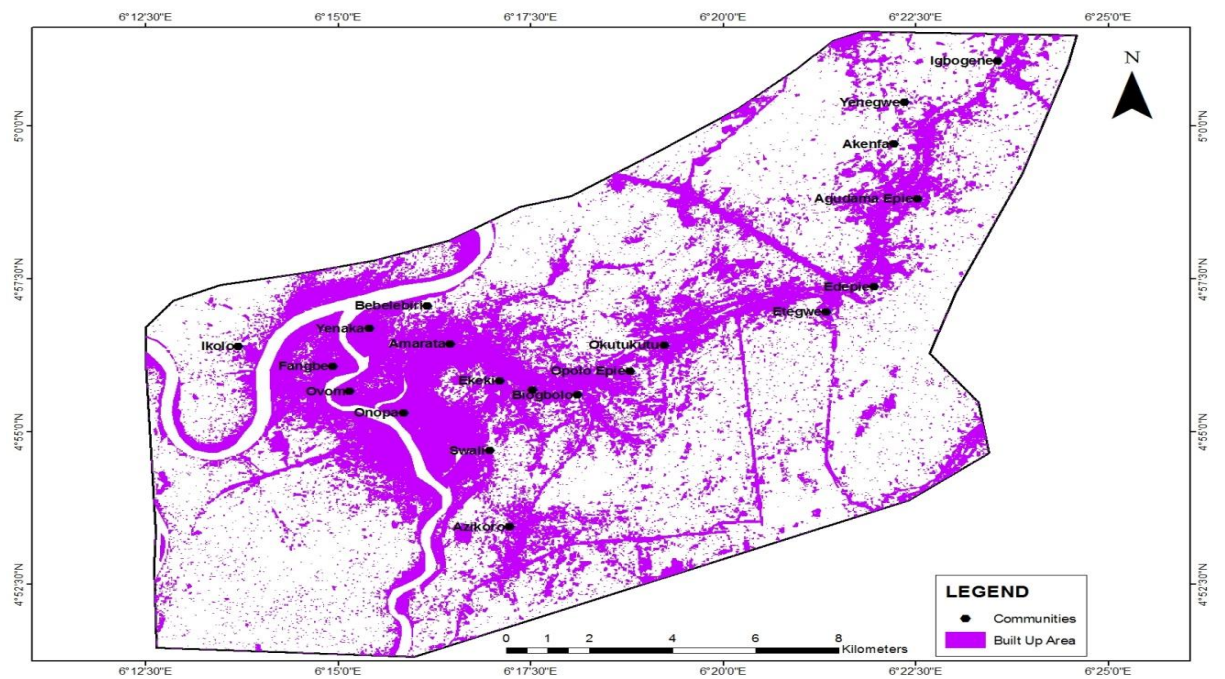 6°12'30"E 6°15'0"E 6°17'30"E 6°20'0"E 6°22'30"E 6°25'0"E
N
Igbogene
Yenegwe
5°0'0"N 5°0'0"N
Akenfa
Agudama Epie
4°57'30"N 4°57'30"N
Edepie
Bebelebiri
Etegwe
Yenaka
Amarata
Okutukutu
Ikolo
Fangbe
Opolo Epie
Ekeki
Ovom
Biogbolo
Onopa
4°55'0"N 4°55'0"N
Swali
Azikoro
4°52'30"N 4°52'30"N
LEGEND
Communities
Built Up Area
0 1 2 4 6 8
Kilometers
6°12'30"E 6°15'0"E 6°17'30"E 6°20'0"E 6°22'30"E 6°25'0"E